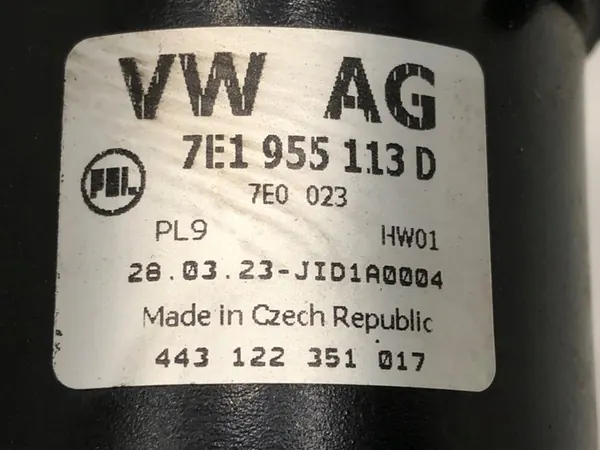 VW AG
7E1 955 113 D
PAL
7E0 023
PL9 HW01
28.03.23-JID1A0004
Made in Czech Republic
443 122 351 017